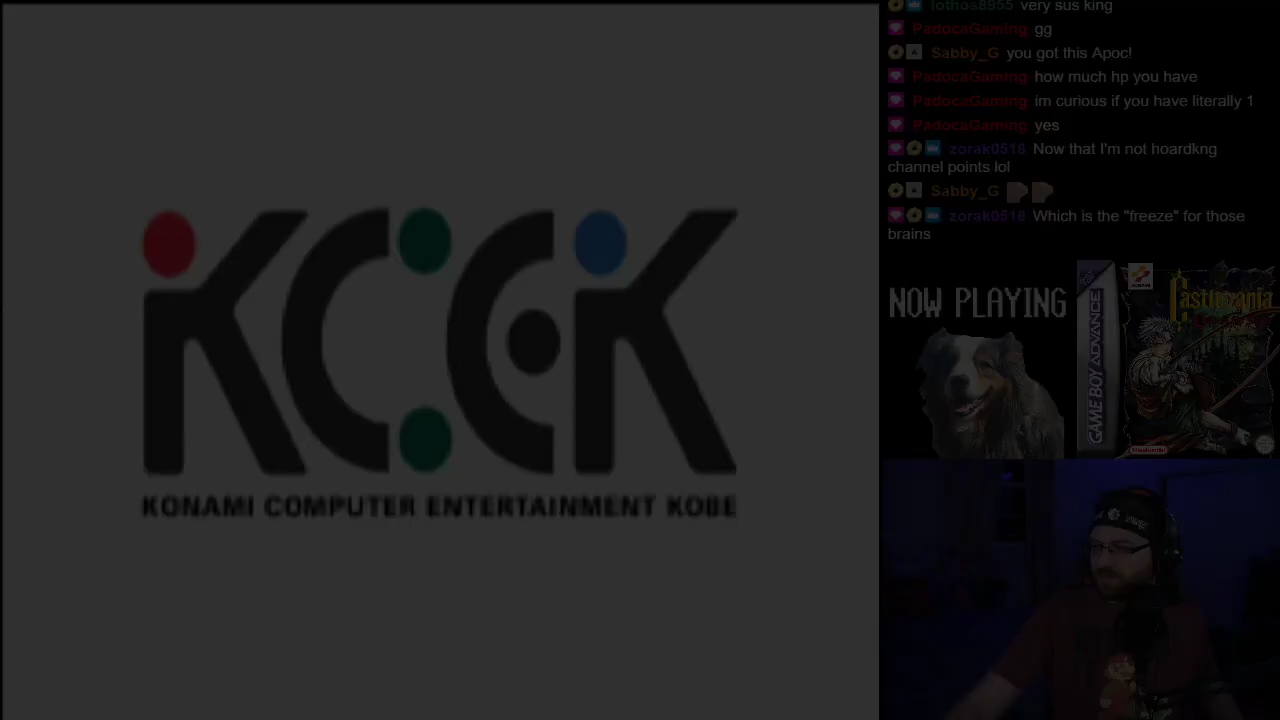 KCEK
KONAMI COMPUTER ENTERTAINMENT KOBE
lothos8955 very sus king
PadocaGaming gg
Sabby_G you got this Apoc!
PadocaGaming how much hp you have
PadocaGaming im curious if you have literally 1
PadocaGaming yes
zorak0518 Now that I'm not hoardkng
channel points lol
Sabby_G
zorak0518 Which is the "freeze" for those
brains
NOW PLAYING
GAME BOY ADVANCE
KONAMI
Castlevania
Nintendo